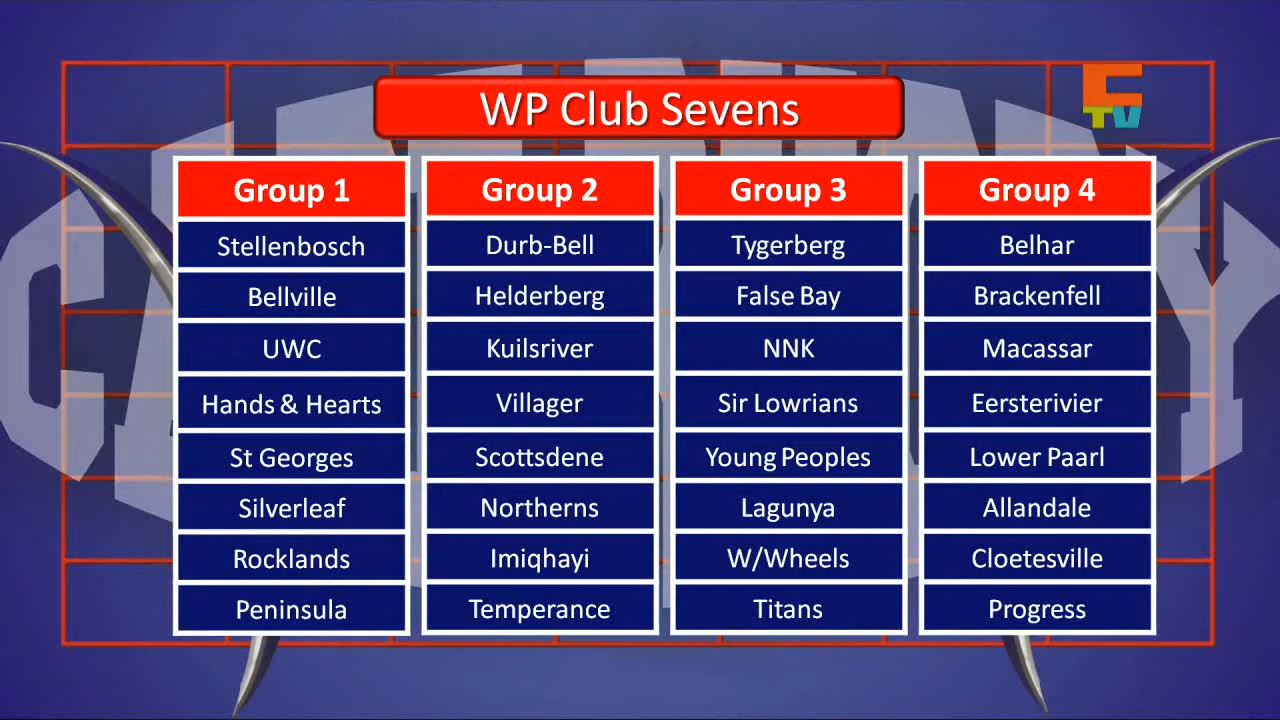 WP Club Sevens
CTV
Group 1 Group 2 Group 3 Group 4
Stellenbosch Durb-Bell Tygerberg Belhar
Bellville Helderberg False Bay Brackenfell
UWC Kuilsriver NNK Macassar
Hands & Hearts Villager Sir Lowrians Eersterivier
St Georges Scottsdene Young Peoples Lower Paarl
Silverleaf Northerns Lagunya Allandale
Rocklands Imiqhayi W/Wheels Cloetesville
Peninsula Temperance Titans Progress